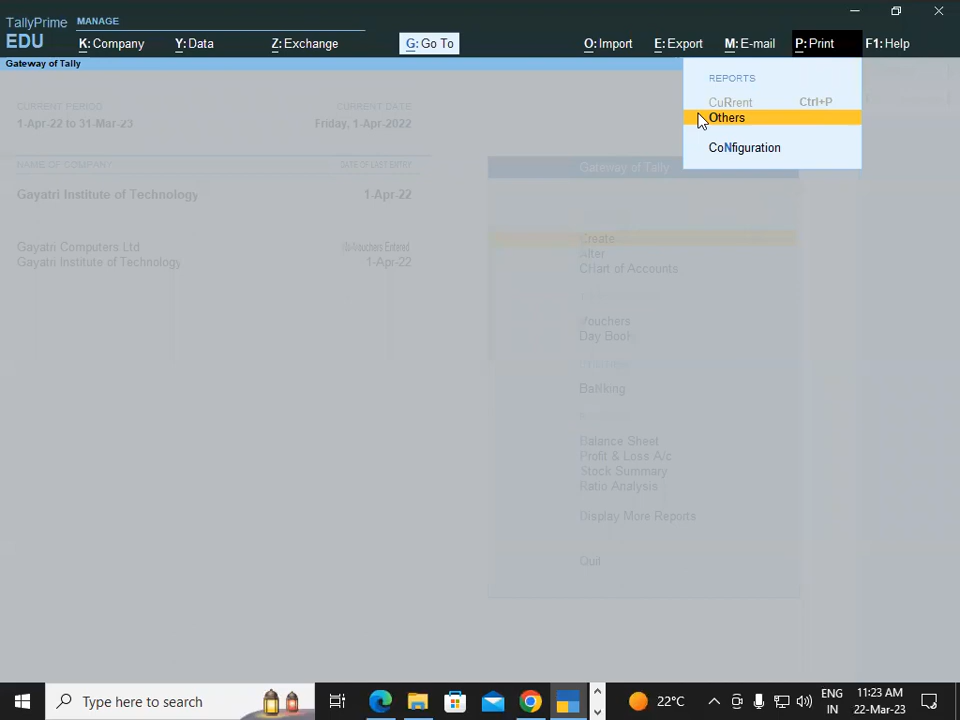 TallyPrime MANAGE
EDU K: Company Y: Data Z: Exchange G: Go To O: Import E: Export M: E-mail P: Print F1: Help
Gateway of Tally
REPORTS
CuRrent Ctrl+P
Others
CoNfiguration
CURRENT PERIOD CURRENT DATE
1-Apr-22 to 31-Mar-23 Friday, 1-Apr-2022
NAME OF COMPANY DATE OF LAST ENTRY
Gayatri Institute of Technology 1-Apr-22
Gayatri Computers Ltd No Vouchers Entered
Gayatri Institute of Technology 1-Apr-22
Gateway of Tally
Create
Alter
CHart of Accounts
Vouchers
Day Book
BaNking
Balance Sheet
Profit & Loss A/c
Stock Summary
Ratio Analysis
Display More Reports
Quit
Type here to search 22°C ENG IN 11:23 AM 22-Mar-23